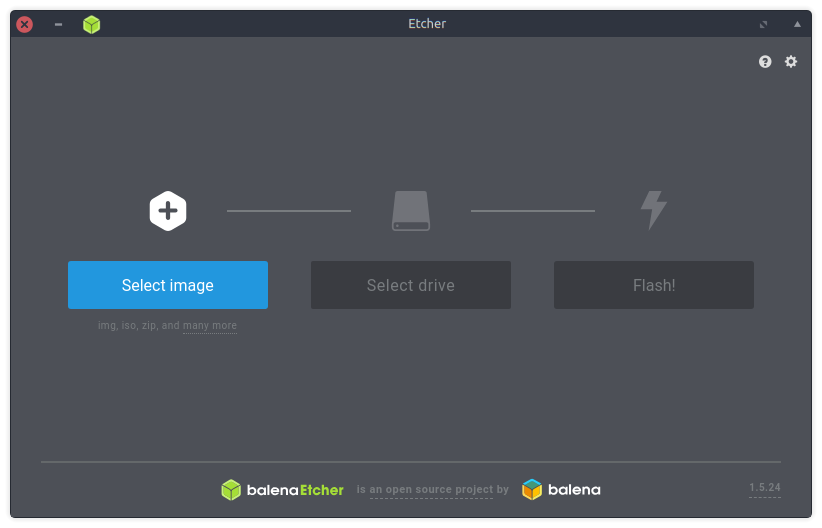 Etcher
Select image
Select drive
Flash!
img, iso, zip, and many more
balenaEtcher is an open source project by balena
1.5.24